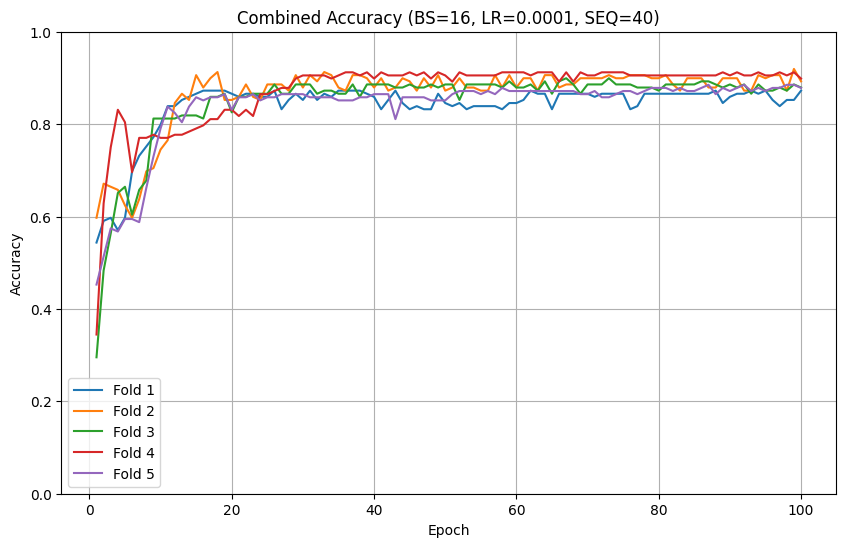 Combined Accuracy (BS=16, LR=0.0001, SEQ=40)
1.0
0.8
0.6
0.4
0.2
0.0
Accuracy
Fold 1
Fold 2
Fold 3
Fold 4
Fold 5
0 20 40 60 80 100
Epoch